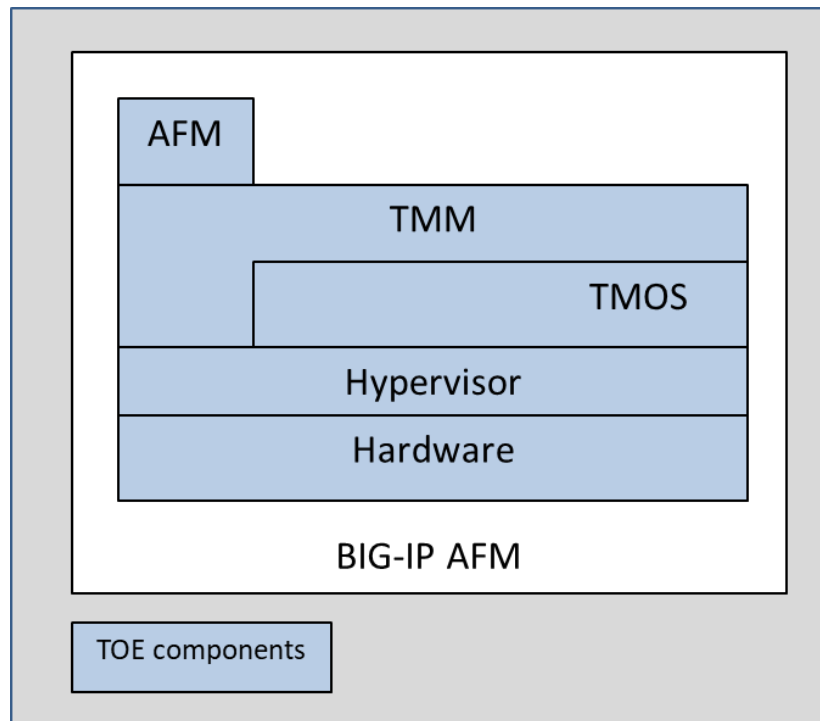 AFM
TMM
TMOS
Hypervisor
Hardware
BIG-IP AFM
TOE components